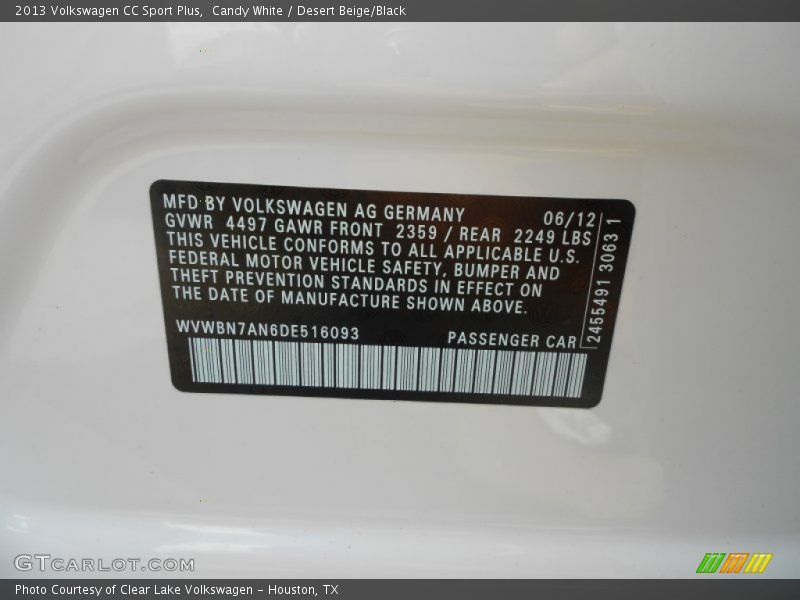 2013 Volkswagen CC Sport Plus,  Candy White / Desert Beige/Black
MFD BY VOLKSWAGEN AG GERMANY 06/12
GVWR 4497 GAWR FRONT 2359 / REAR 2249 LBS
THIS VEHICLE CONFORMS TO ALL APPLICABLE U.S.
FEDERAL MOTOR VEHICLE SAFETY, BUMPER AND
THEFT PREVENTION STANDARDS IN EFFECT ON
THE DATE OF MANUFACTURE SHOWN ABOVE.
WVWBN7AN6DE516093 PASSENGER CAR
2455491 3063 1
GTCARLOT.COM
Photo Courtesy of Clear Lake Volkswagen – Houston, TX